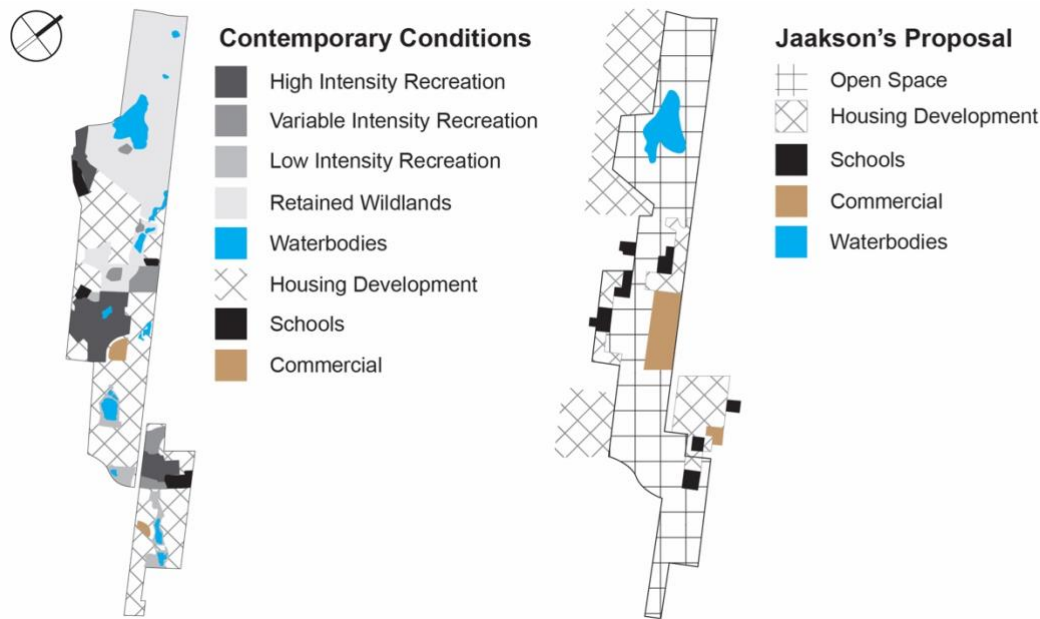 Contemporary Conditions
High Intensity Recreation
Variable Intensity Recreation
Low Intensity Recreation
Retained Wildlands
Waterbodies
Housing Development
Schools
Commercial
Jaakson's Proposal
Open Space
Housing Development
Schools
Commercial
Waterbodies